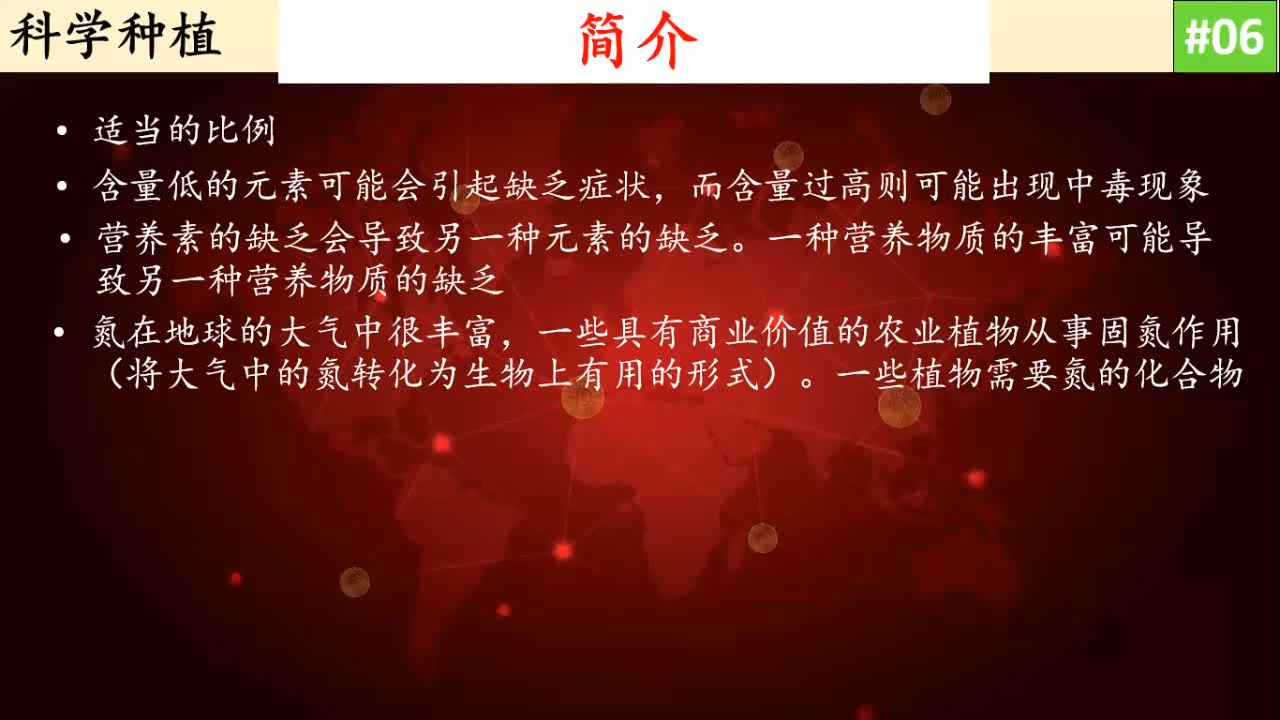 科学种植
简介
#06
• 适当的比例
• 含量低的元素可能会引起缺乏症状，而含量过高则可能出现中毒现象
• 营养素的缺乏会导致另一种元素的缺乏。一种营养物质的丰富可能导
致另一种营养物质的缺乏
• 氮在地球的大气中很丰富，一些具有商业价值的农业植物从事固氮作用
（将大气中的氮转化为生物上有用的形式）。一些植物需要氮的化合物